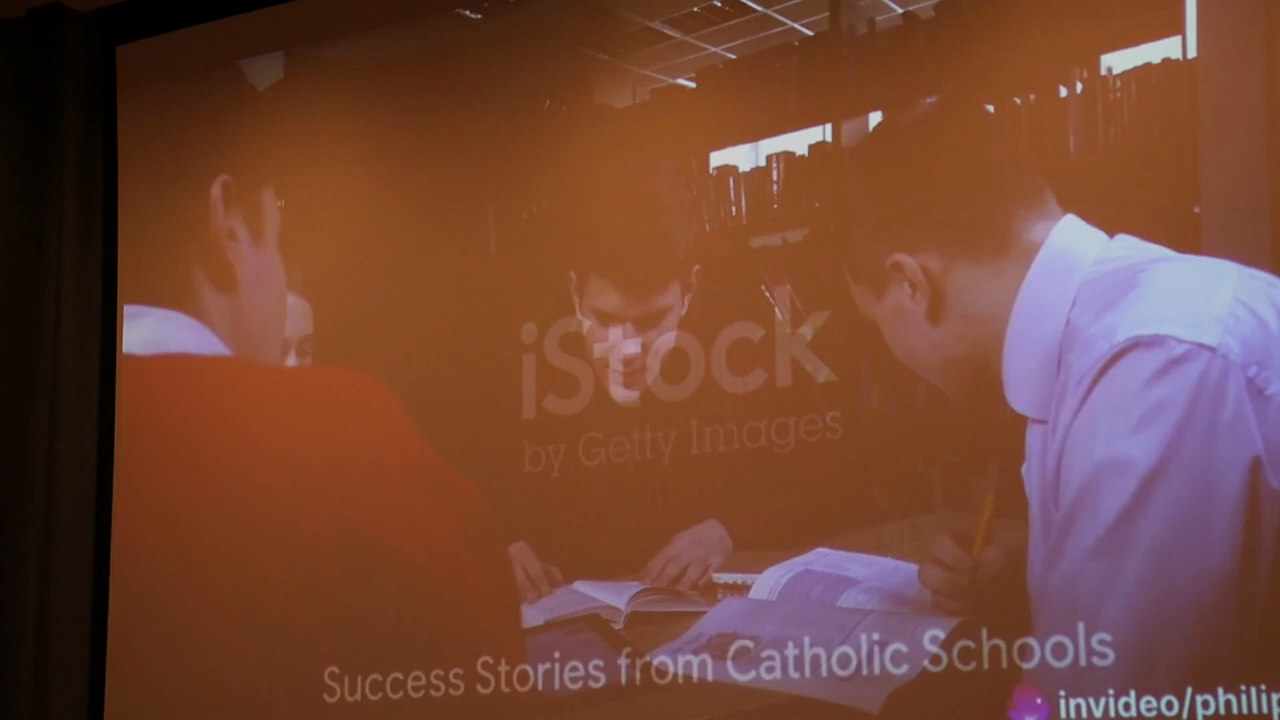 iStock
by Getty Images
Success Stories from Catholic Schools
invideo/philip